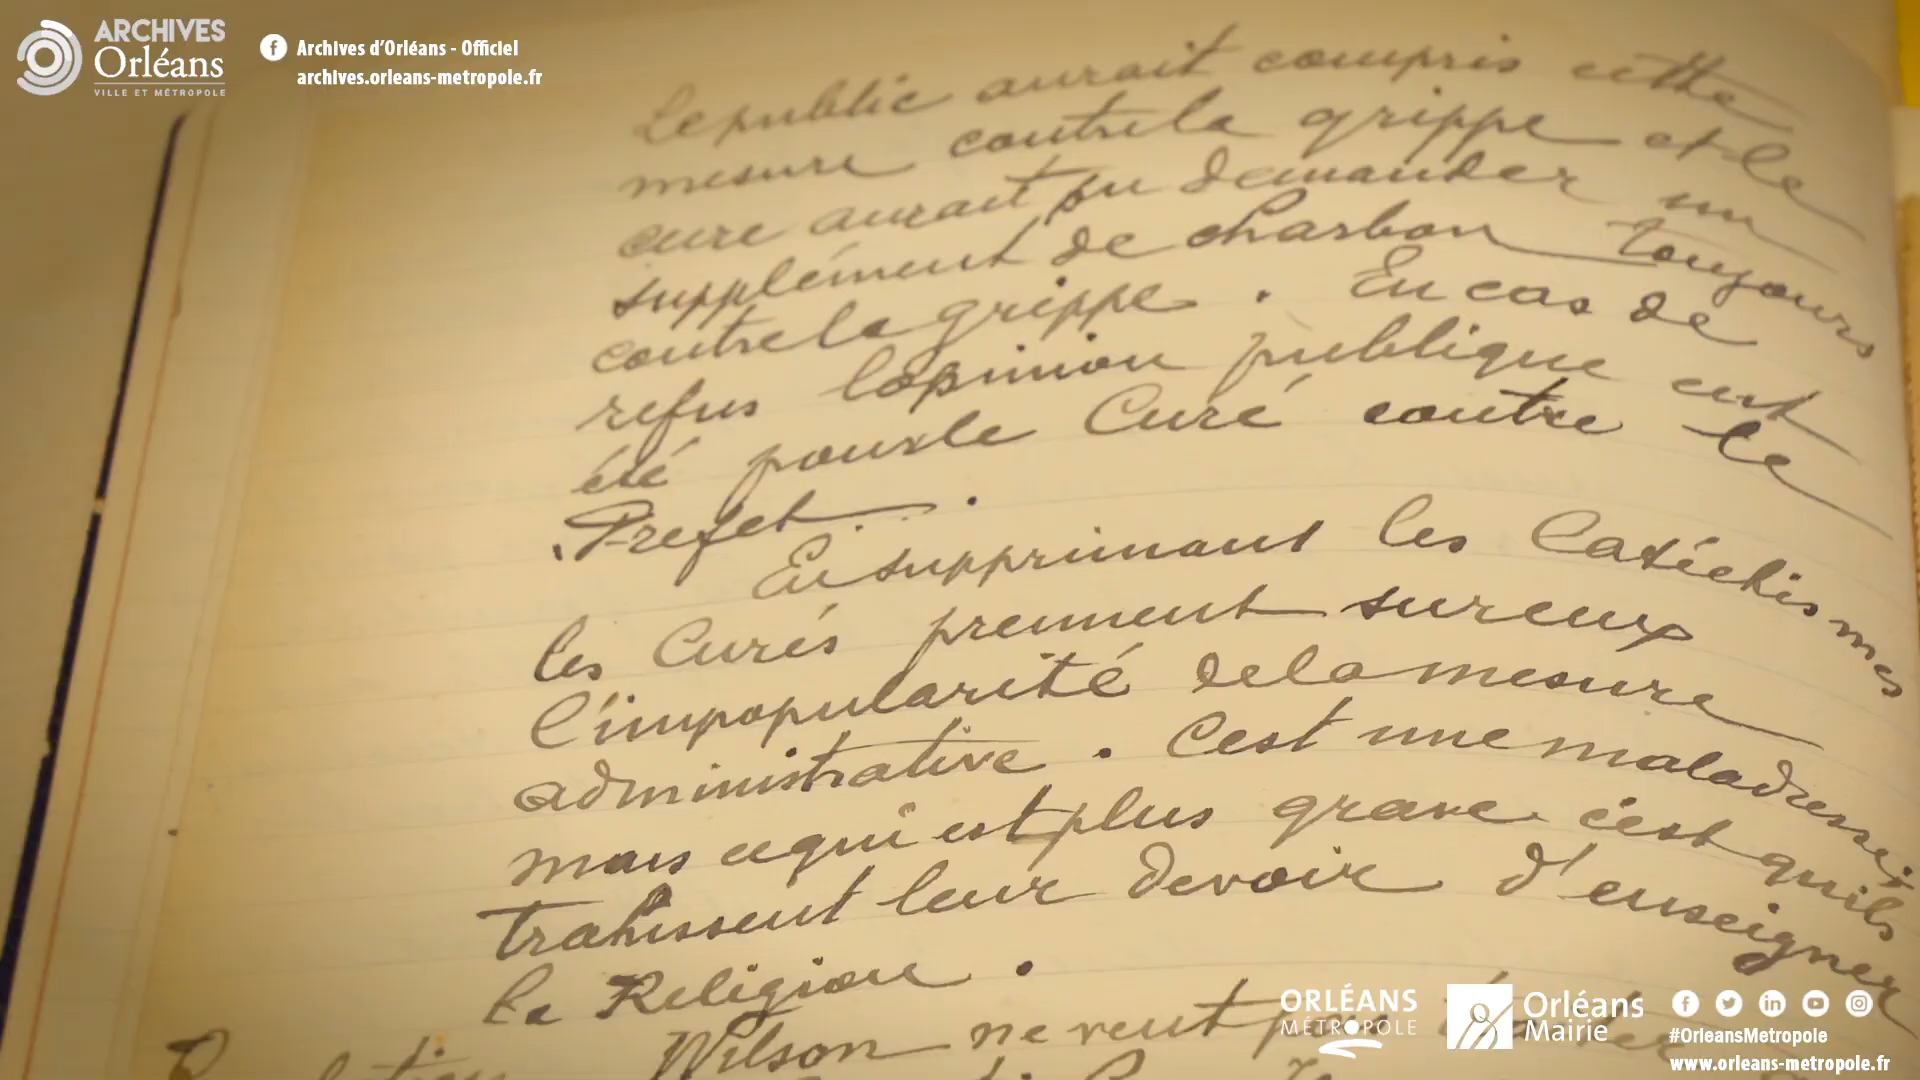 ARCHIVES
Orléans
VILLE ET MÉTROPOLE
Archives d'Orléans - Officiel
archives.orleans-metropole.fr
Le public aurait compris cette
mesure contre la grippe et le
cure aurait pu demander un
supplément de charbon toujours
contre la grippe. En cas de
refus l'opinion publique eut
été pour le Curé contre le
Prefet.
En supprimant les Catéchismes
les Curés prennent sur eux
l'impopularité de la mesure
administrative. C'est une maladresse.
mais ce qui est plus grave c'est qu'ils
trahissent leur devoir d'enseigner
la Religion.
Wilson ne veut pas
ORLÉANS
MÉTROPOLE
Orléans
Mairie
#OrleansMetropole
www.orleans-metropole.fr